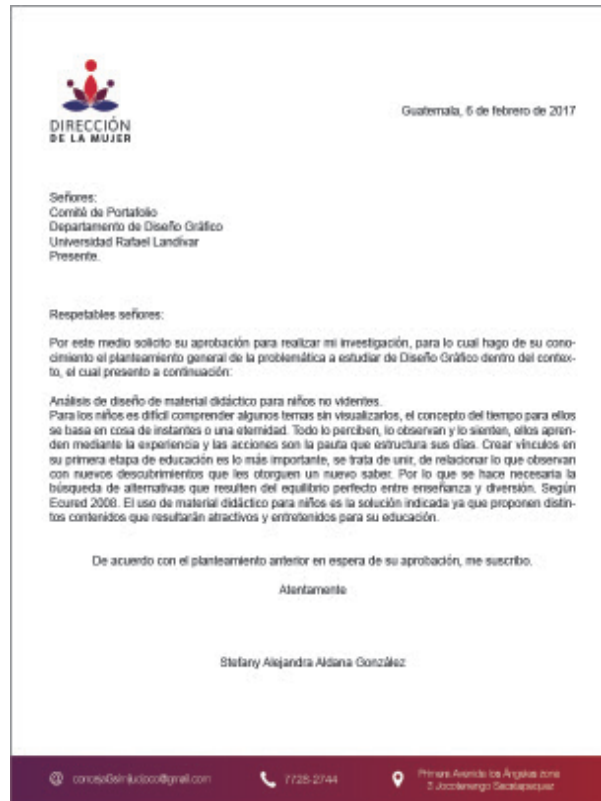 DIRECCIÓN
DE LA MUJER
Guatemala, 6 de febrero de 2017
Señores:
Comité de Portafolio
Departamento de Diseño Gráfico
Universidad Rafael Landívar
Presente.
Respetables señores:
Por este medio solicito su aprobación para realizar mi investigación, para lo cual hago de su cono-
cimiento el planteamiento general de la problemática a estudiar de Diseño Gráfico dentro del contex-
to, el cual presento a continuación:
Análisis de diseño de material didáctico para niños no videntes.
Para los niños es difícil comprender algunos temas sin visualizarlos, el concepto del tiempo para ellos
se basa en cosa de instantes o una eternidad. Todo lo perciben, lo observan y lo sienten, ellos apren-
den mediante la experiencia y las acciones son la pauta que estructura sus días. Crear vínculos en
su primera etapa de educación es lo más importante, se trata de unir, de relacionar lo que observan
con nuevos descubrimientos que les otorguen un nuevo saber. Por lo que se hace necesaria la
búsqueda de alternativas que resulten del equilibrio perfecto entre enseñanza y diversión. Según
Ecured 2008. El uso de material didáctico para niños es la solución indicada ya que proponen distin-
tos contenidos que resultarán atractivos y entretenidos para su educación.
De acuerdo con el planteamiento anterior en espera de su aprobación, me suscribo.
Atentamente
Stefany Alejandra Aldana González
7728-2744
Primera Avenida los Ángeles zona
3 Jocotenango Sacatepequez